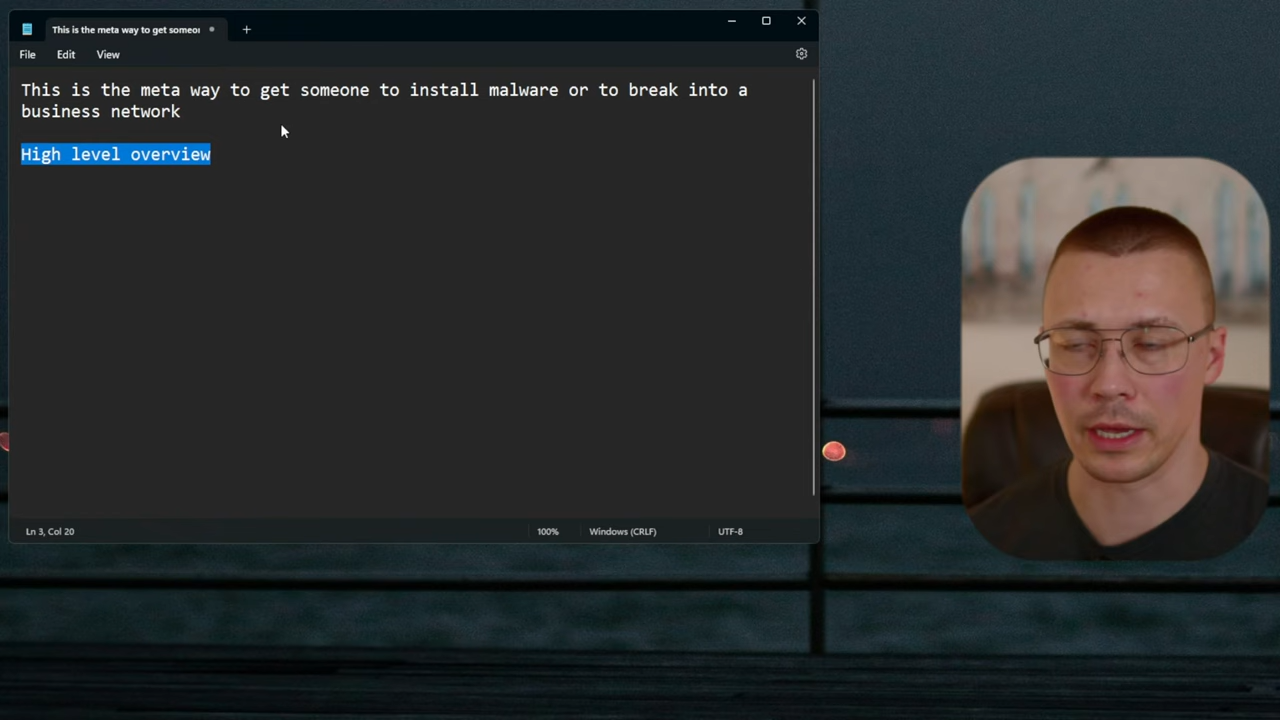 This is the meta way to get someo
File
Edit
View
This is the meta way to get someone to install malware or to break into a
business network
High level overview
Ln 3, Col 20
100%
Windows (CRLF)
UTF-8